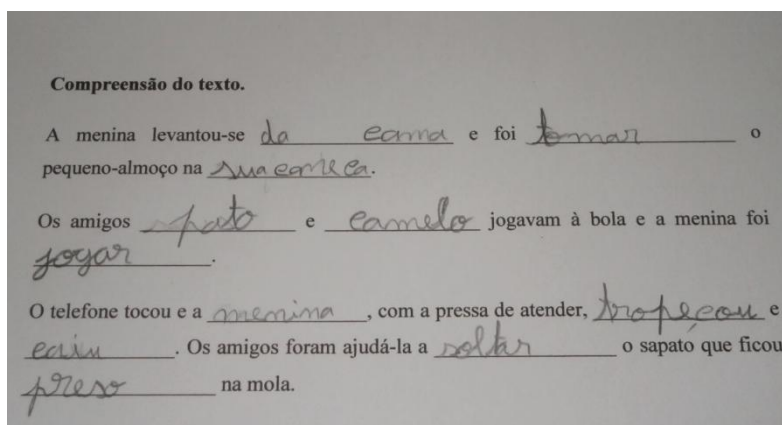 Compreensão do texto.
A menina levantou-se da cama e foi tomar o
pequeno-almoço na sua caneca.
Os amigos pato e camelo jogavam à bola e a menina foi
jogar.
O telefone tocou e a menina, com a pressa de atender, tropeçou e
caiu. Os amigos foram ajudá-la a soltar o sapato que ficou
preso na mola.